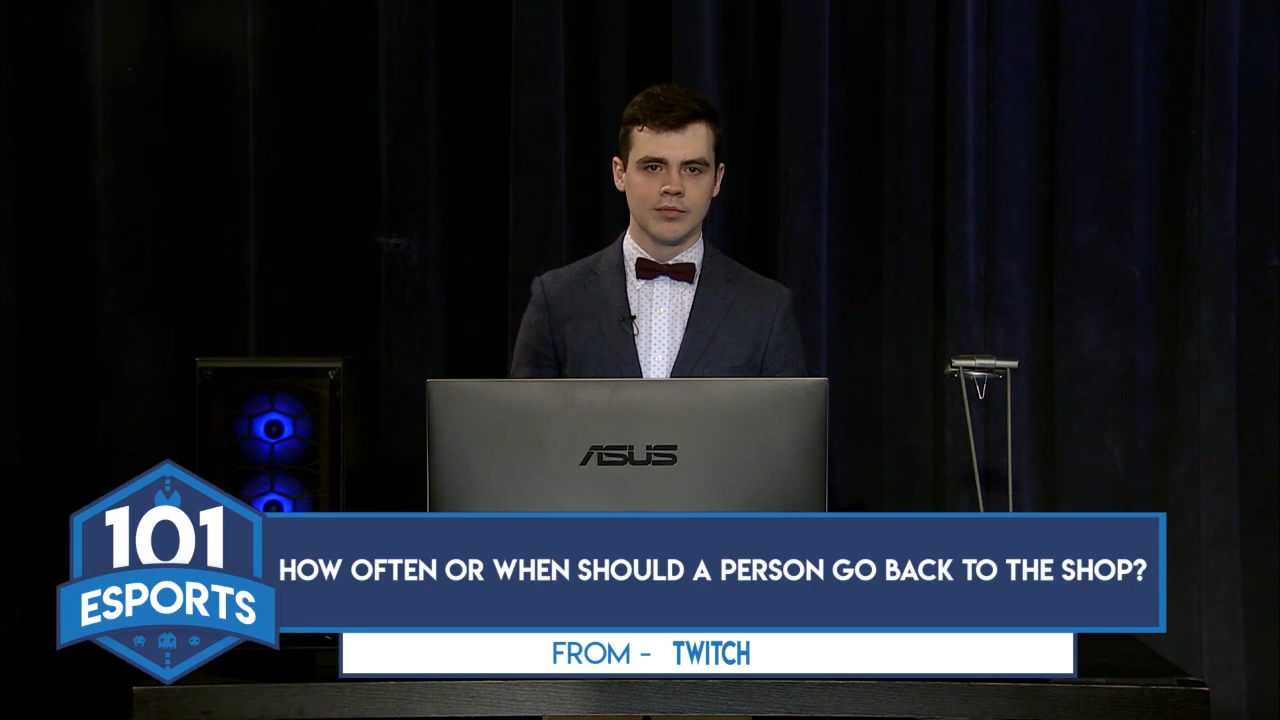 ASUS
101
ESPORTS
HOW OFTEN OR WHEN SHOULD A PERSON GO BACK TO THE SHOP?
FROM - TWITCH